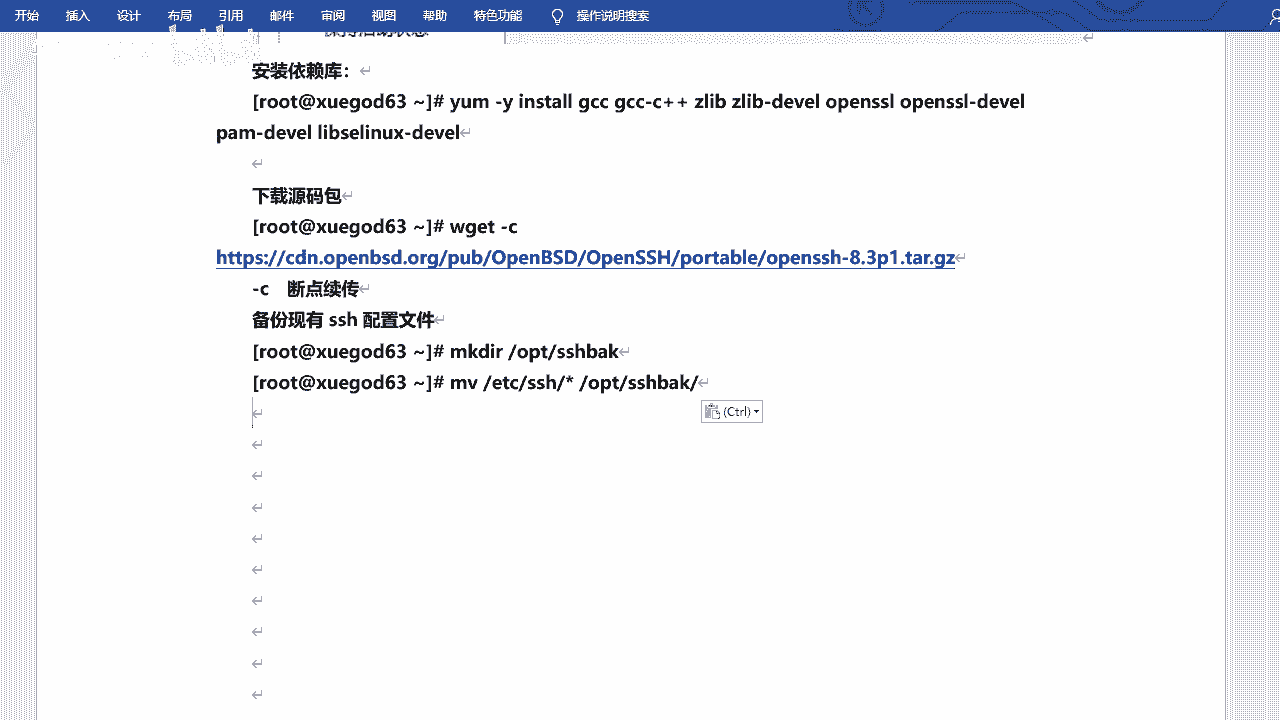 开始 插入 设计 布局 引用 邮件 审阅 视图 帮助 特色功能 操作说明搜索
安装依赖库：
[root@xuegod63 ~]# yum -y install gcc gcc-c++ zlib zlib-devel openssl openssl-devel
pam-devel libselinux-devel
下载源码包
[root@xuegod63 ~]# wget -c
https://cdn.openbsd.org/pub/OpenBSD/OpenSSH/portable/openssh-8.3p1.tar.gz
-c 断点续传
备份现有 ssh 配置文件
[root@xuegod63 ~]# mkdir /opt/sshbak
[root@xuegod63 ~]# mv /etc/ssh/* /opt/sshbak/
(Ctrl)